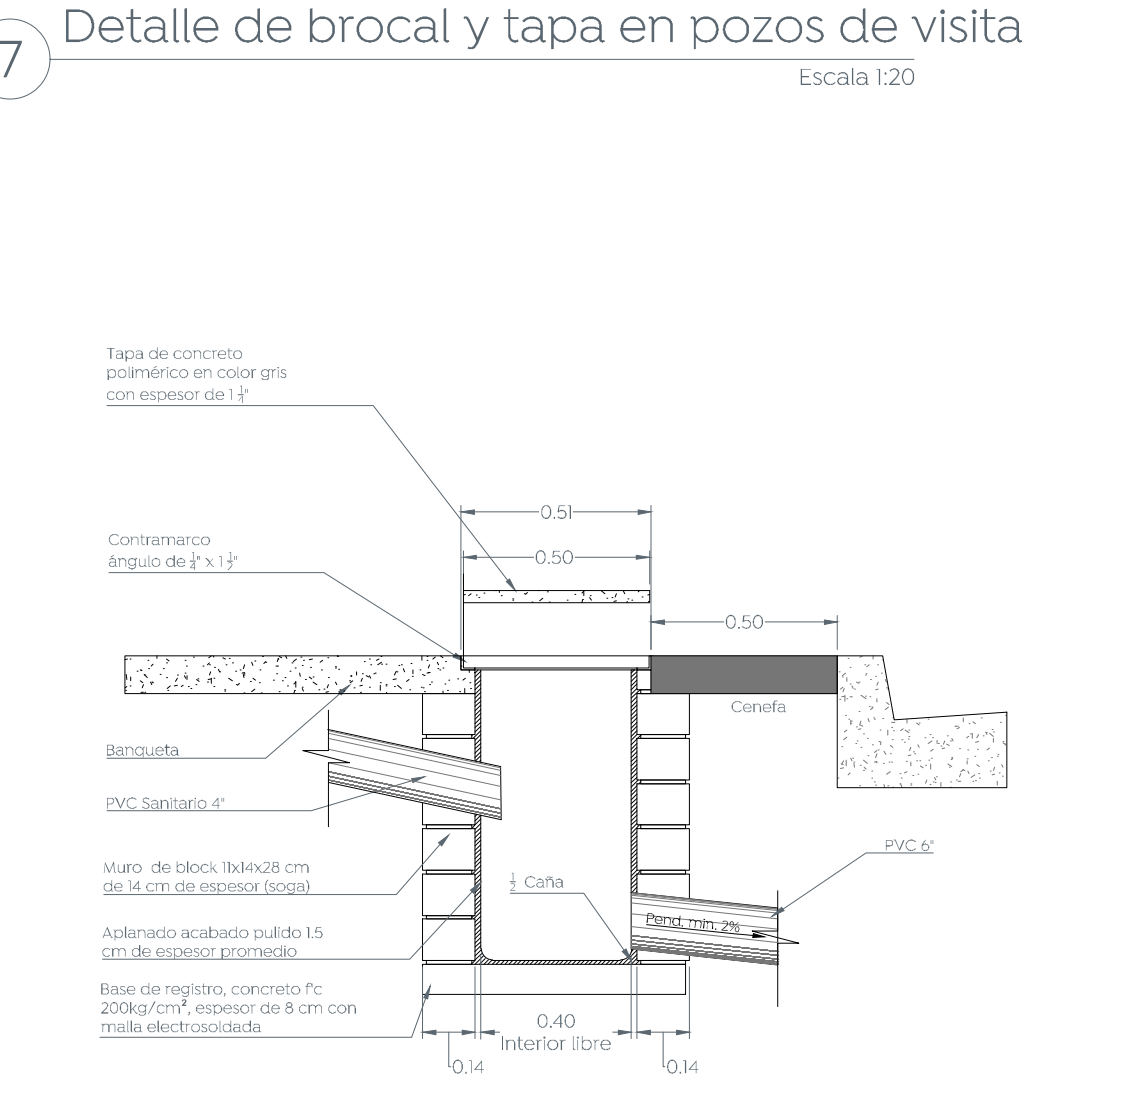 7
Detalle de brocal y tapa en pozos de visita
Escala 1:20
Tapa de concreto
polimérico en color gris
con espesor de 1 1/4"
0.51
Contramarco
ángulo de 1/4" x 1 1/2"
0.50
0.50
Cenefa
Banqueta
PVC Sanitario 4"
PVC 6"
Muro de block 11x14x28 cm
de 14 cm de espesor (soga)
1/2 Caña
Pend. min. 2%
Aplanado acabado pulido 1.5
cm de espesor promedio
Base de registro, concreto f'c
200kg/cm², espesor de 8 cm con
malla electrosoldada
0.40
Interior libre
0.14
0.14